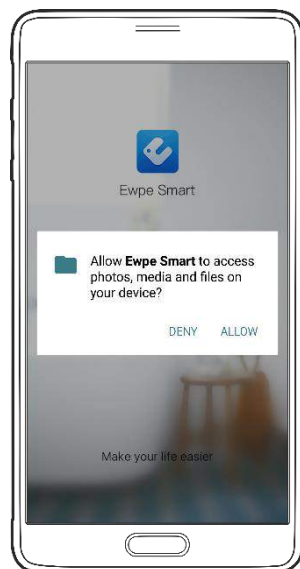 Ewpe Smart
Allow Ewpe Smart to access
photos, media and files on
your device?
DENY ALLOW
Make your life easier